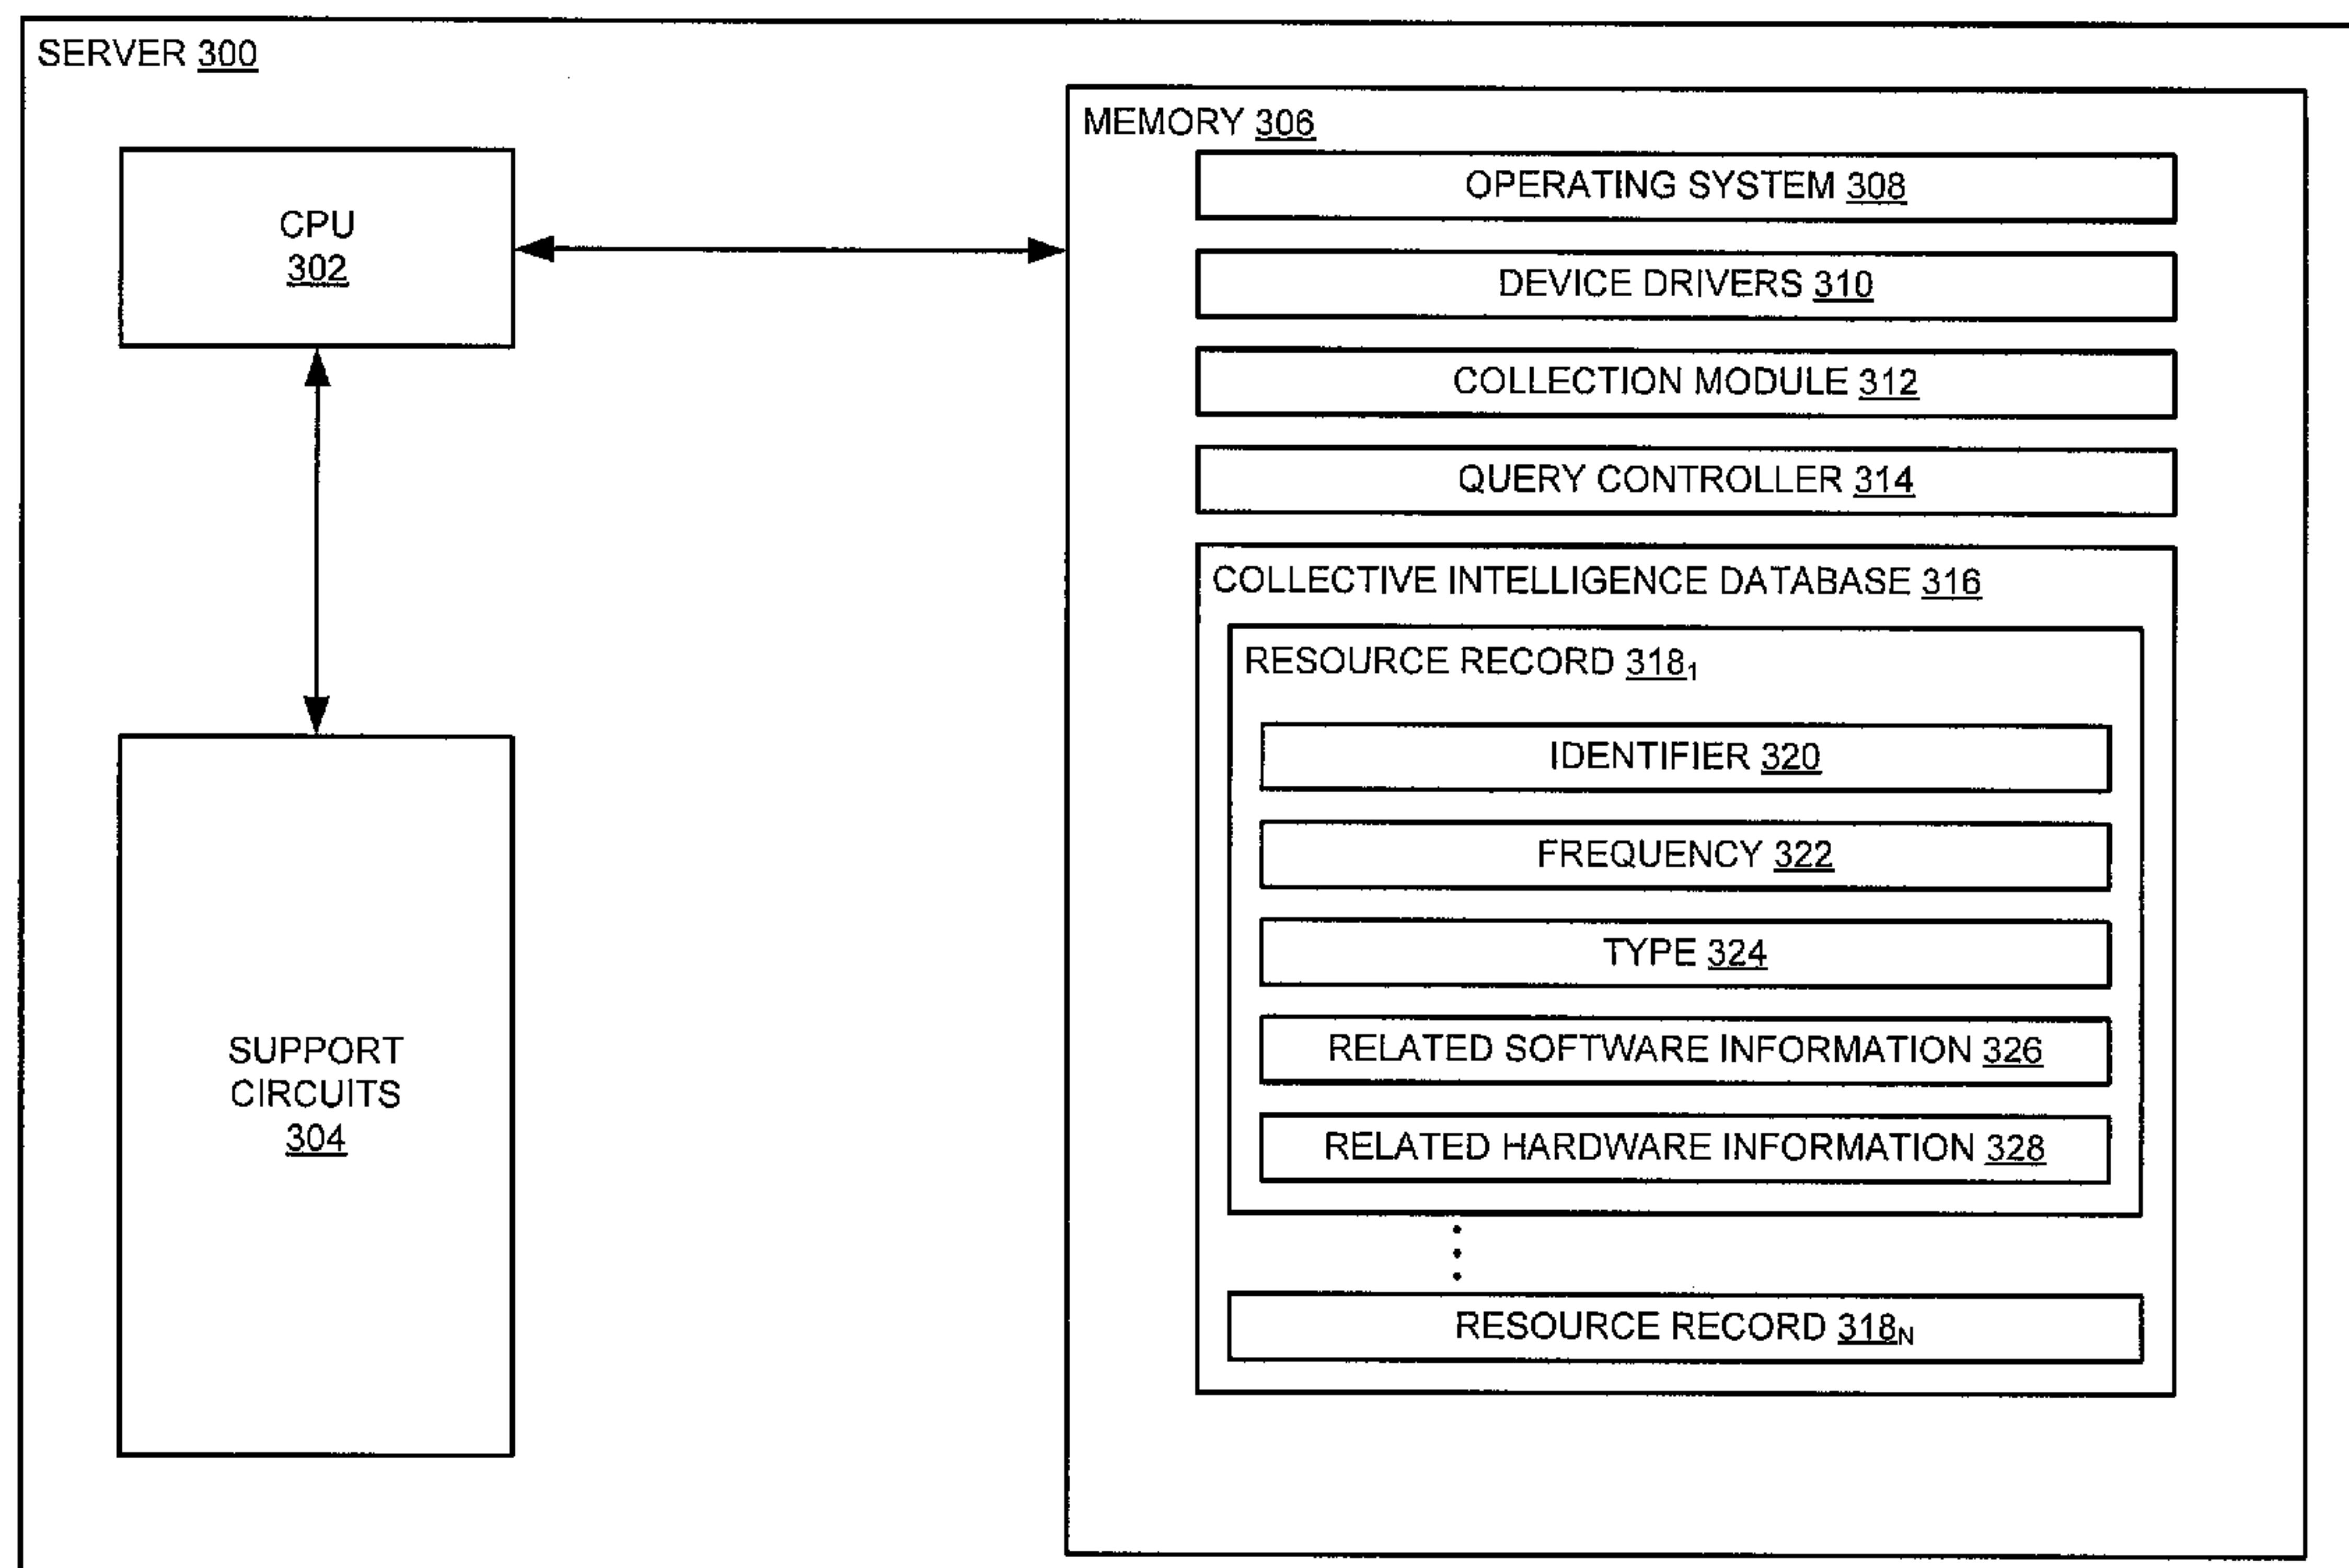 SERVER 300
CPU
302
SUPPORT
CIRCUITS
304
MEMORY 306
OPERATING SYSTEM 308
DEVICE DRIVERS 310
COLLECTION MODULE 312
QUERY CONTROLLER 314
COLLECTIVE INTELLIGENCE DATABASE 316
RESOURCE RECORD 318₁
IDENTIFIER 320
FREQUENCY 322
TYPE 324
RELATED SOFTWARE INFORMATION 326
RELATED HARDWARE INFORMATION 328
RESOURCE RECORD 318N